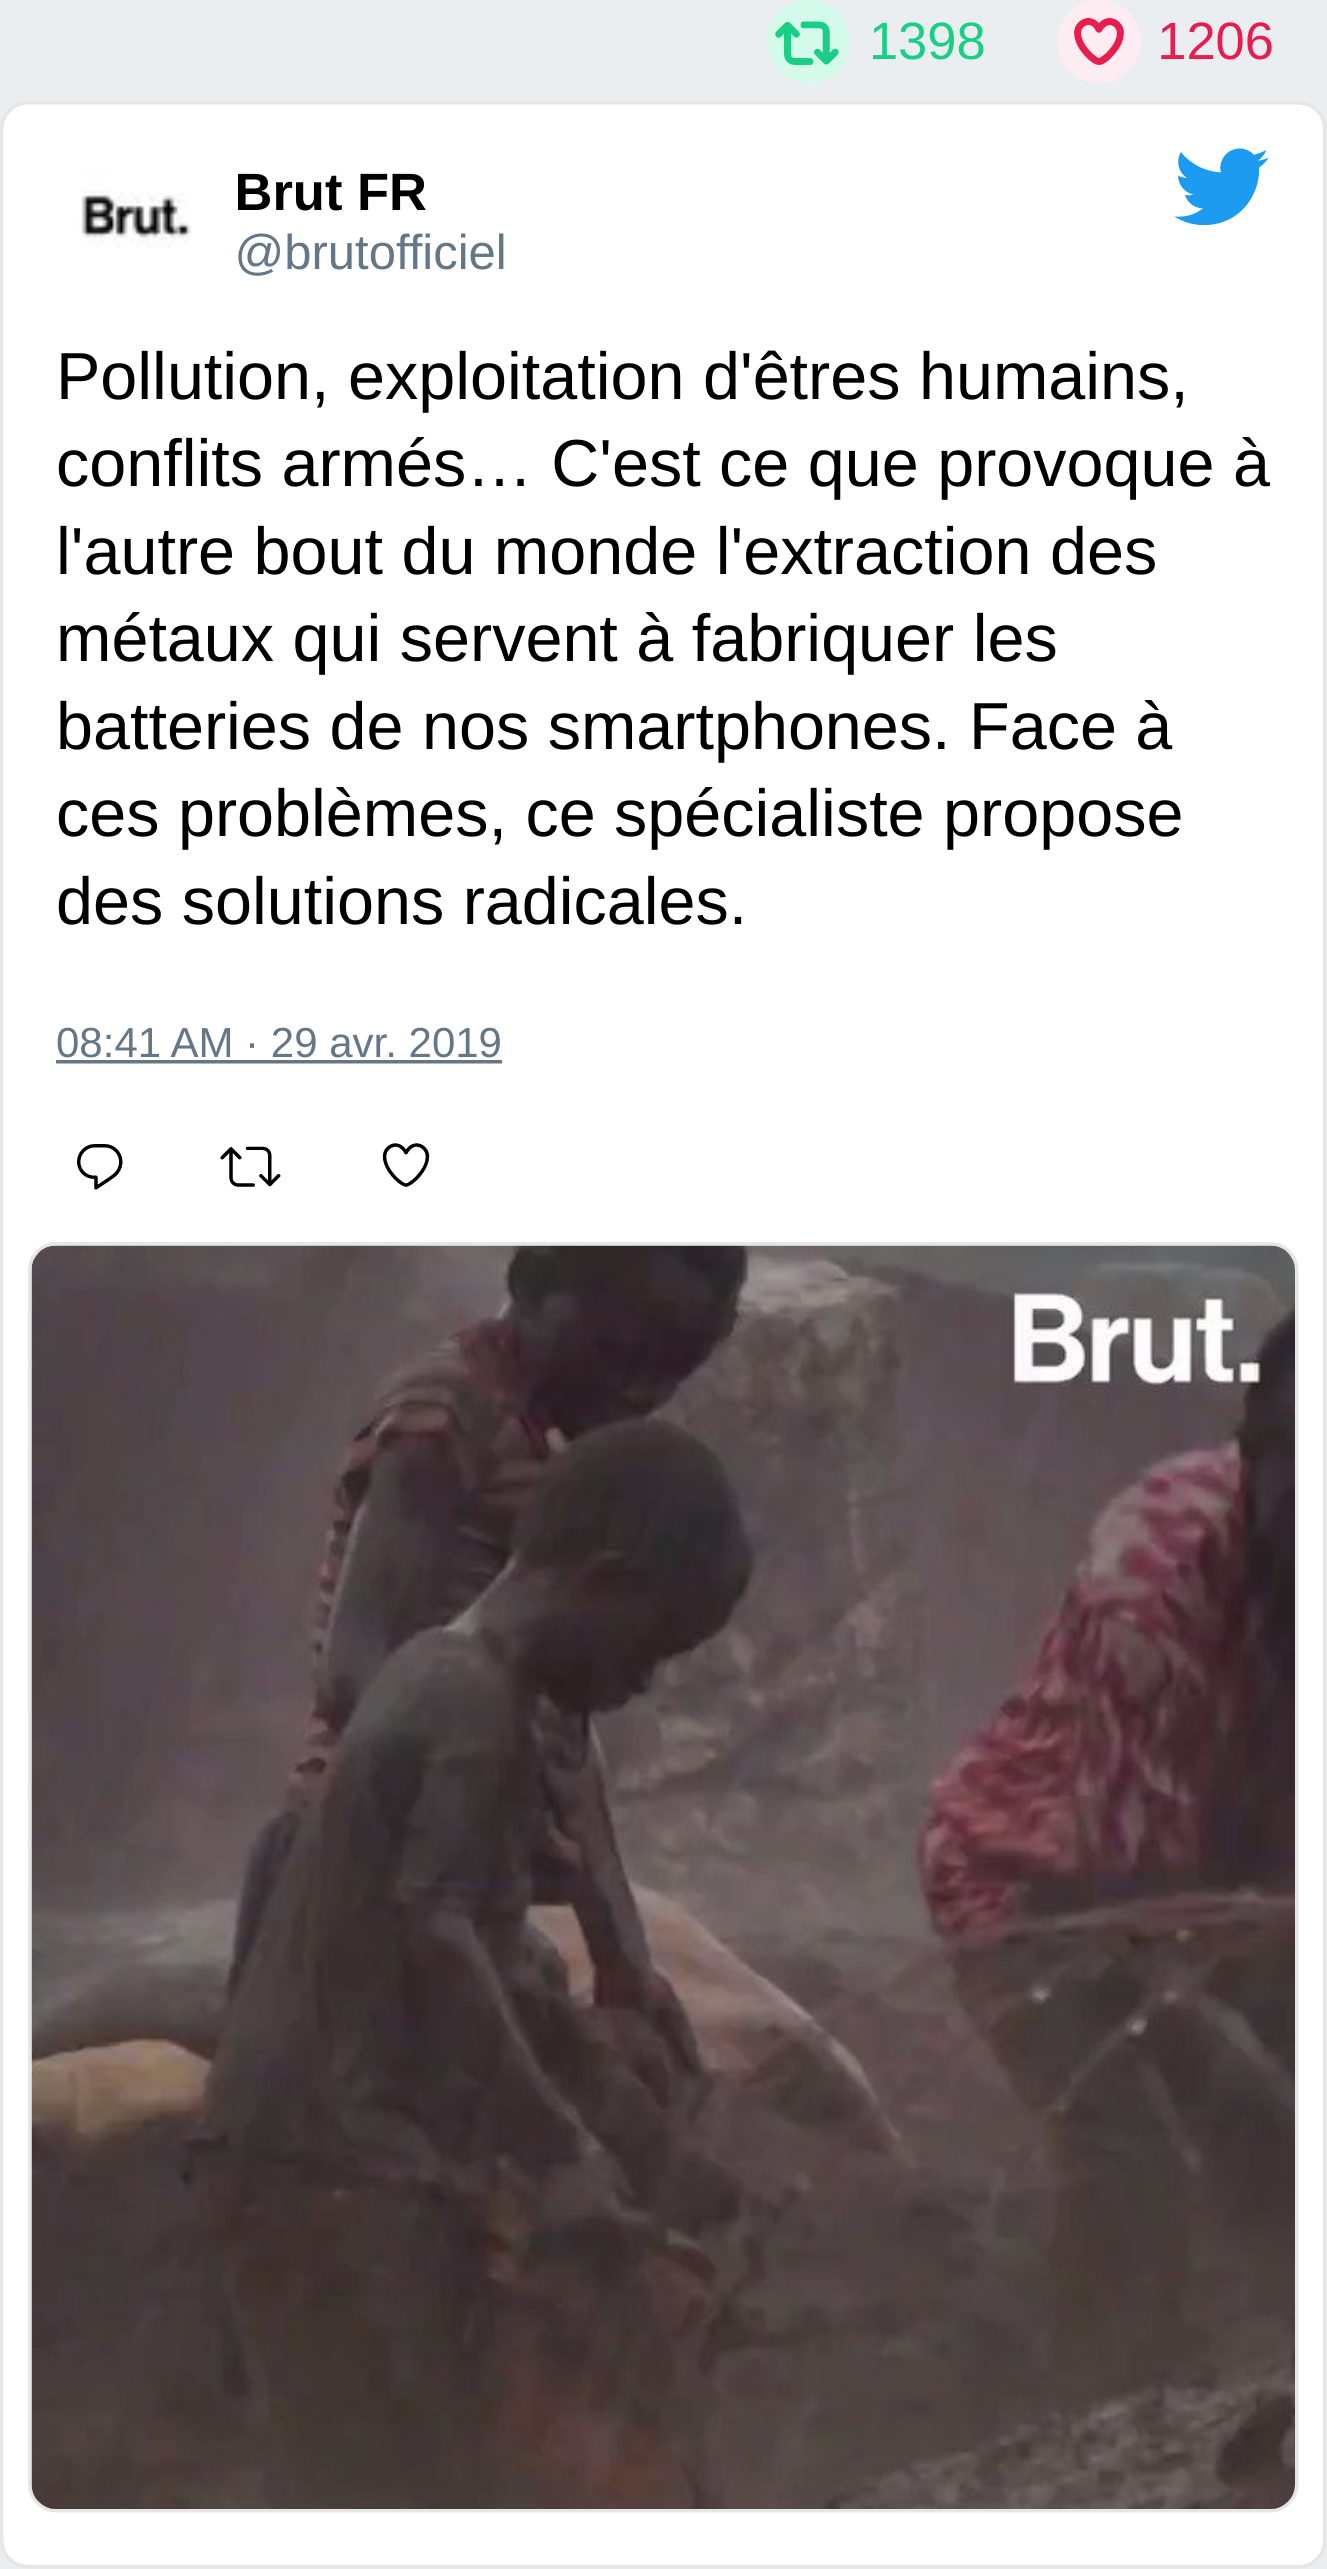 1398 1206
Brut.
Brut FR
@brutofficiel
Pollution, exploitation d'êtres humains,
conflits armés… C'est ce que provoque à
l'autre bout du monde l'extraction des
métaux qui servent à fabriquer les
batteries de nos smartphones. Face à
ces problèmes, ce spécialiste propose
des solutions radicales.
08:41 AM · 29 avr. 2019
Brut.